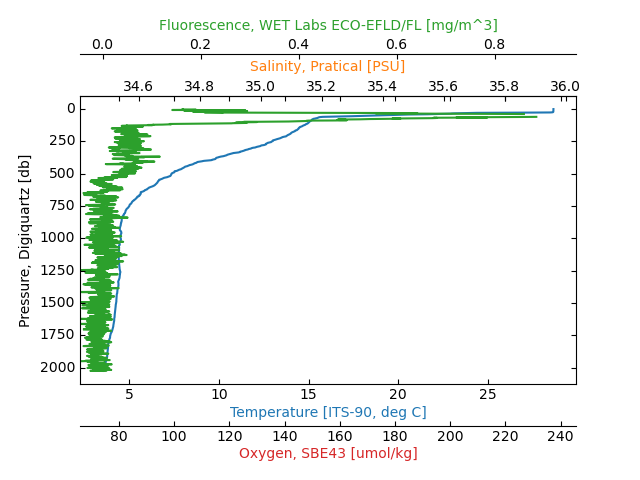 Fluorescence, WET Labs ECO-EFLD/FL [mg/m^3]
0.0 0.2 0.4 0.6 0.8
Salinity, Pratical [PSU]
34.6 34.8 35.0 35.2 35.4 35.6 35.8 36.0
Pressure, Digiquartz [db]
0
250
500
750
1000
1250
1500
1750
2000
5 10 15 20 25
Temperature [ITS-90, deg C]
80 100 120 140 160 180 200 220 240
Oxygen, SBE43 [umol/kg]